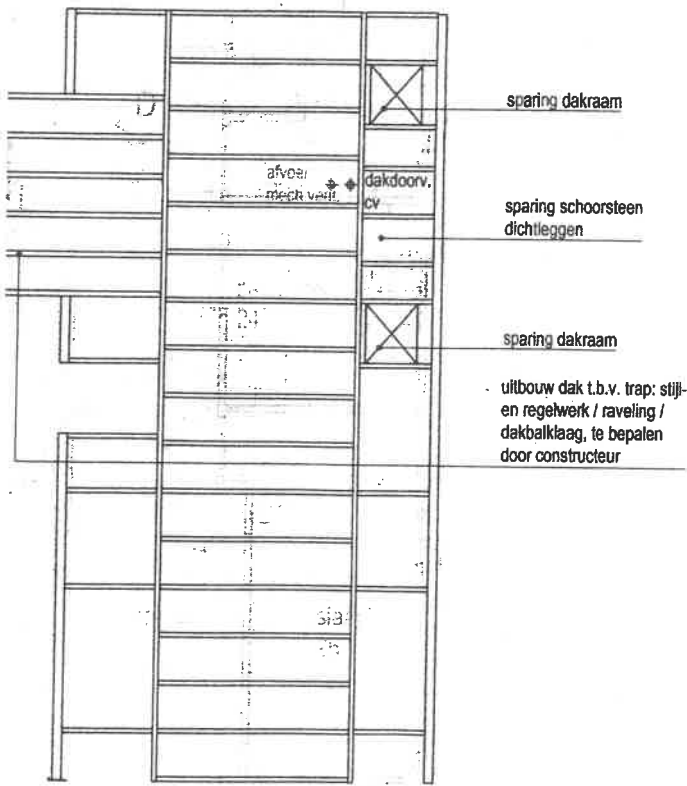 sparing dakraam
afvoer
mech vent.
dakdoorv.
cv
sparing schoorsteen
dichtleggen
sparing dakraam
uitbouw dak t.b.v. trap: stijl-
en regelwerk / raveling /
dakbalklaag, te bepalen
door constructeur